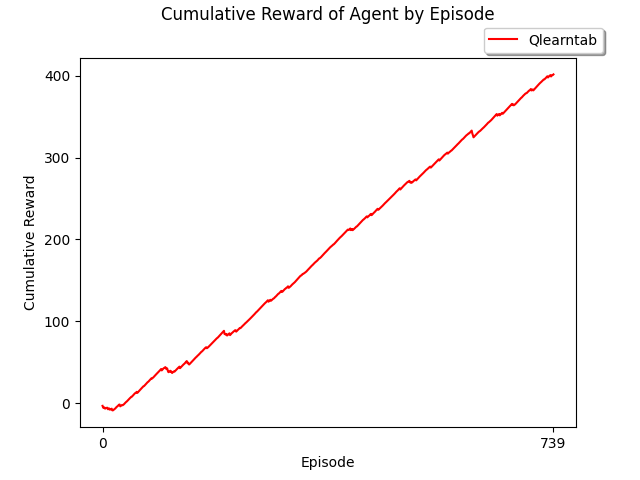 Cumulative Reward of Agent by Episode
Qlearntab
400
300
200
100
0
Cumulative Reward
0
739
Episode